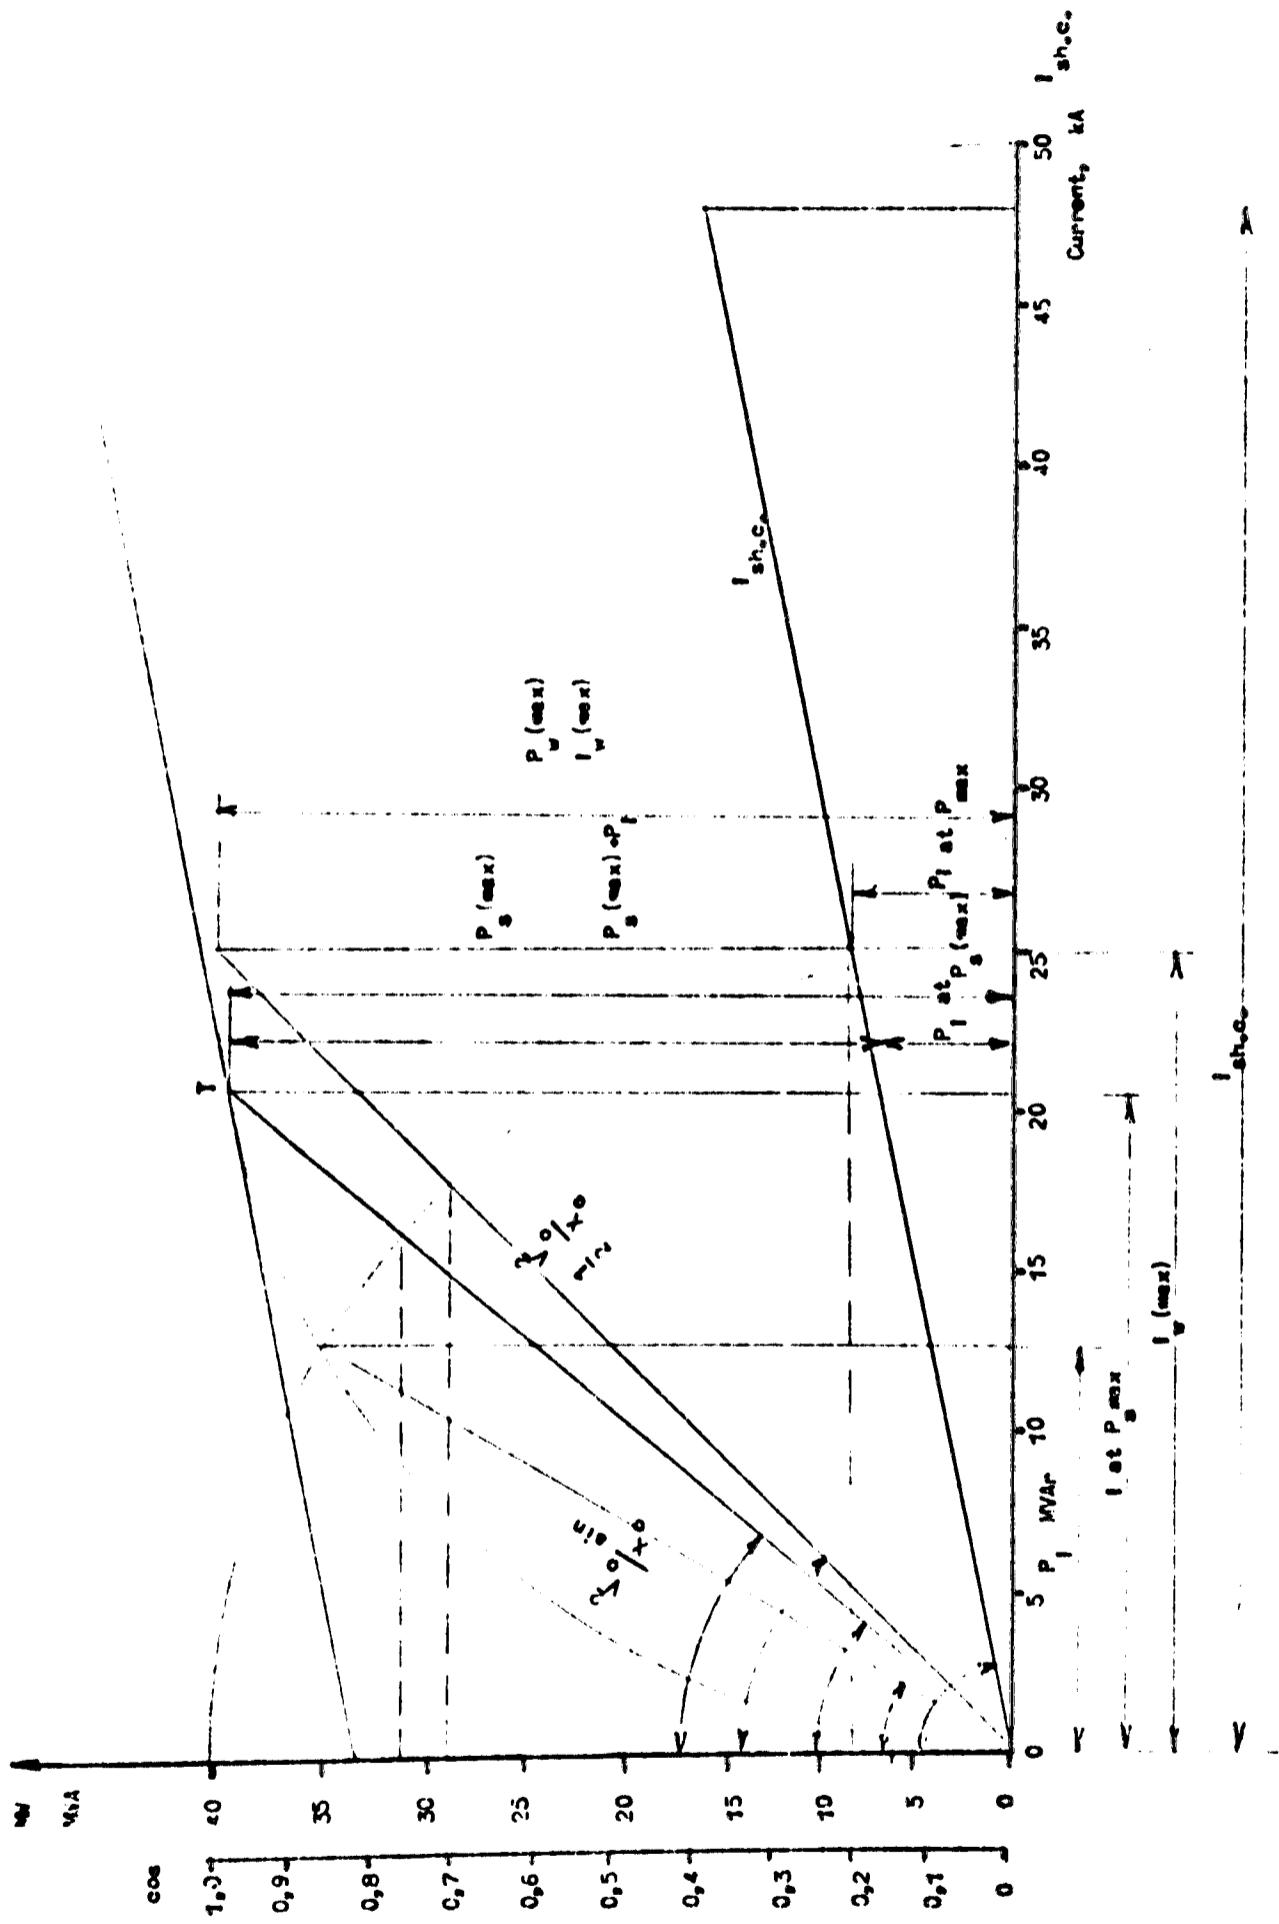 MW
MVA
cos
1,0
0,9
0,8
0,7
0,6
0,5
0,4
0,3
0,2
0,1
0
40
35
30
25
20
15
10
5
0
T
P s (max)
P s (max) + P l
P w (max)
I w (max)
I sh.c.
P l at P s (max)
P l at P max
min
0 5 10 15 20 25 30 35 40 45 50
P l MVAr
Current, kA
I sh.c.
I at P s max
I w (max)
I sh.c.